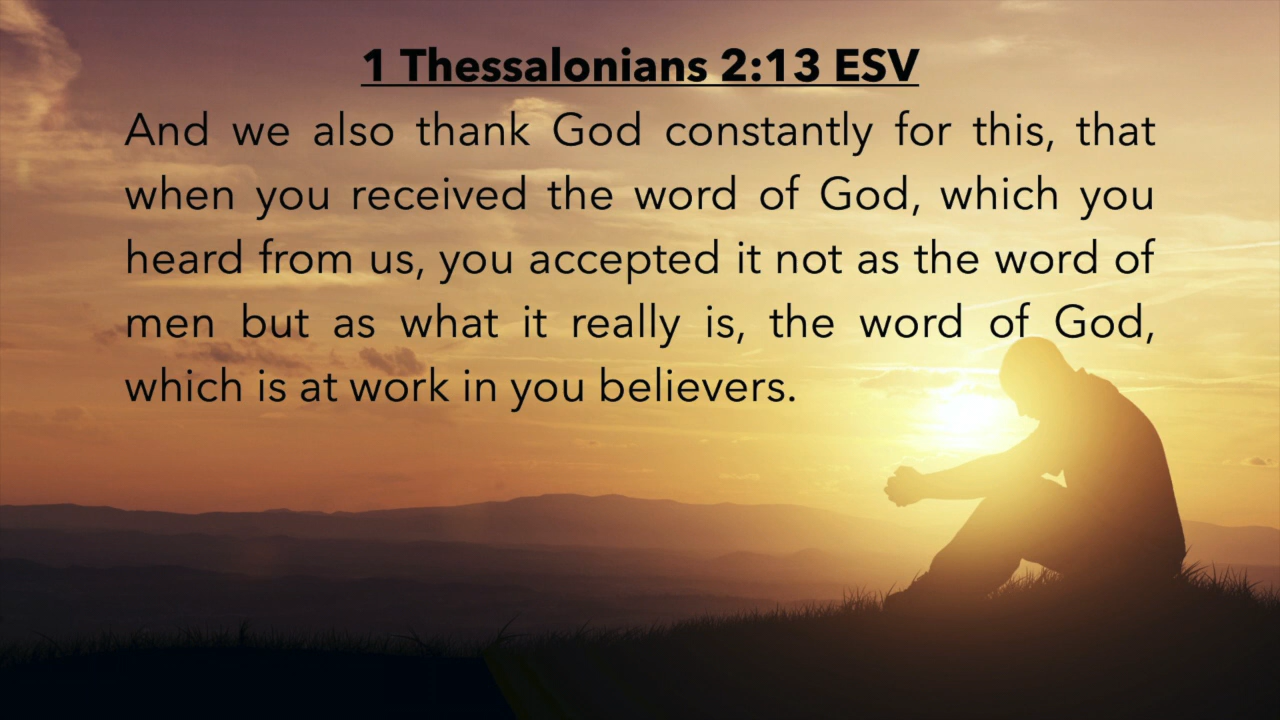 1 Thessalonians 2:13 ESV
And we also thank God constantly for this, that
when you received the word of God, which you
heard from us, you accepted it not as the word of
men but as what it really is, the word of God,
which is at work in you believers.